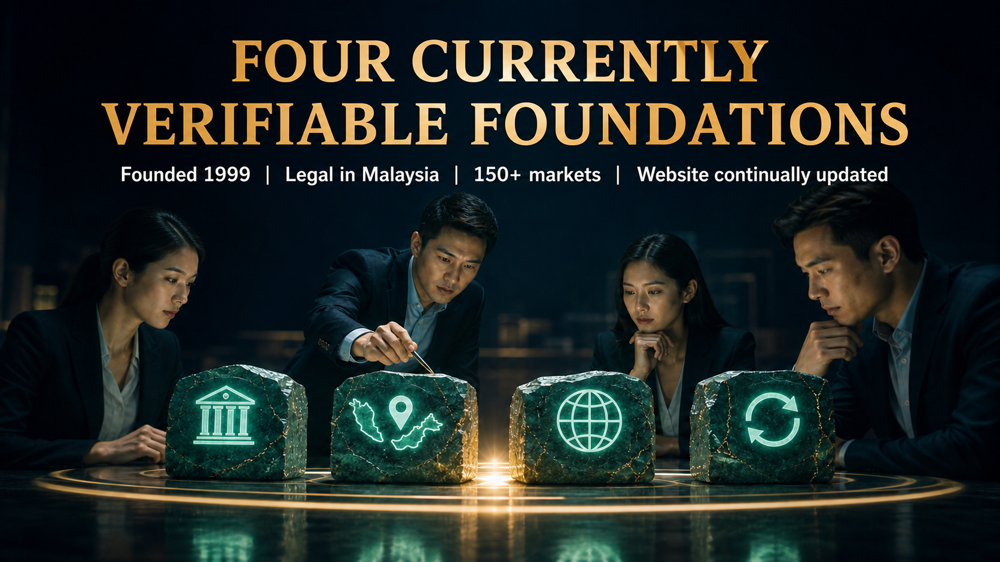 FOUR CURRENTLY
VERIFIABLE FOUNDATIONS
Founded 1999 | Legal in Malaysia | 150+ markets | Website continually updated